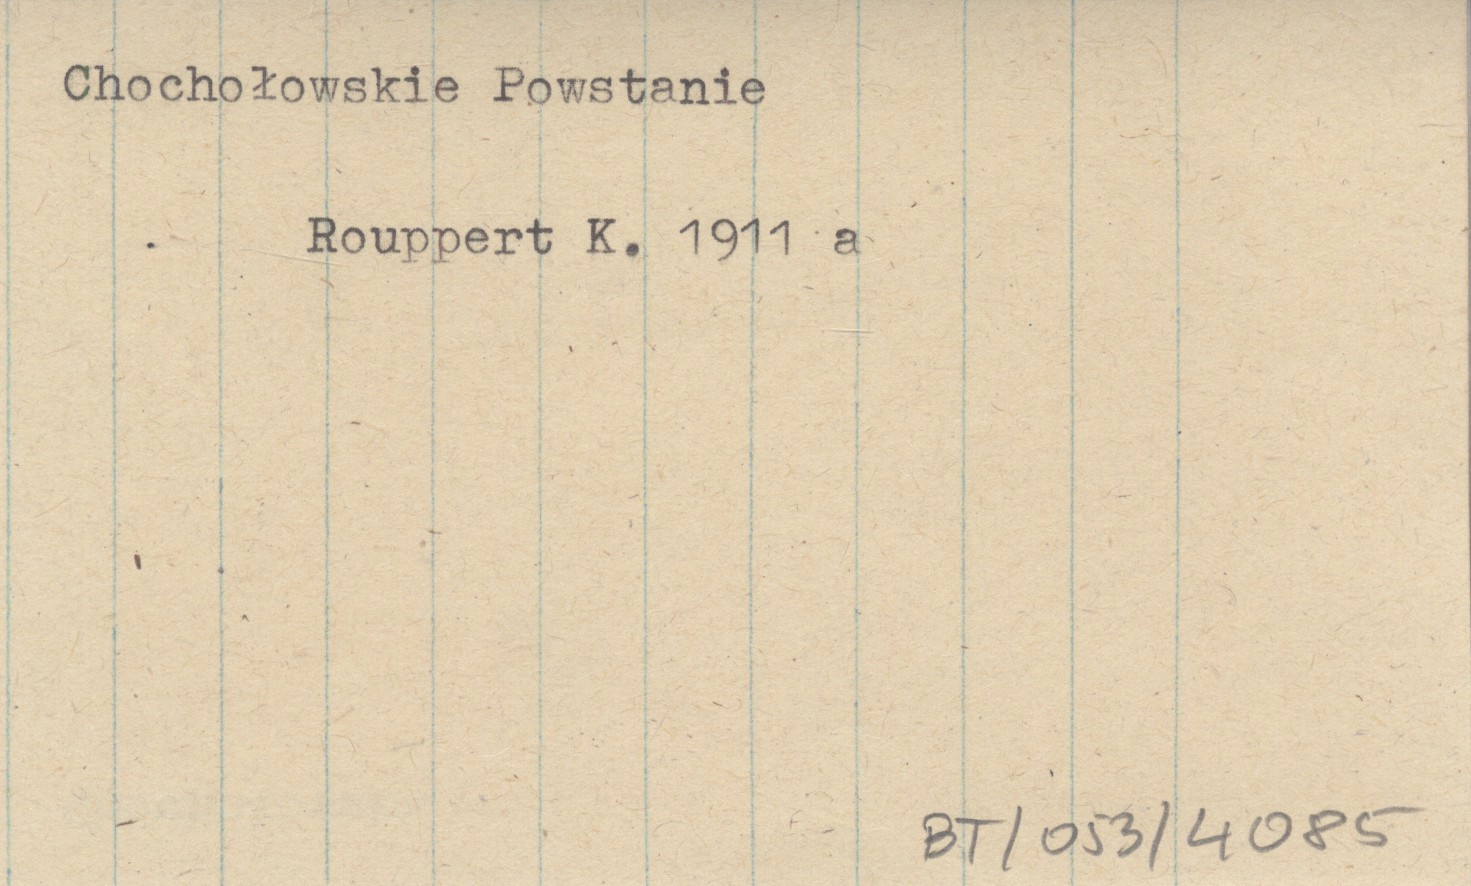 Chochołowskie Powstanie
Rouppert K. 1911 a
BT/053/4085